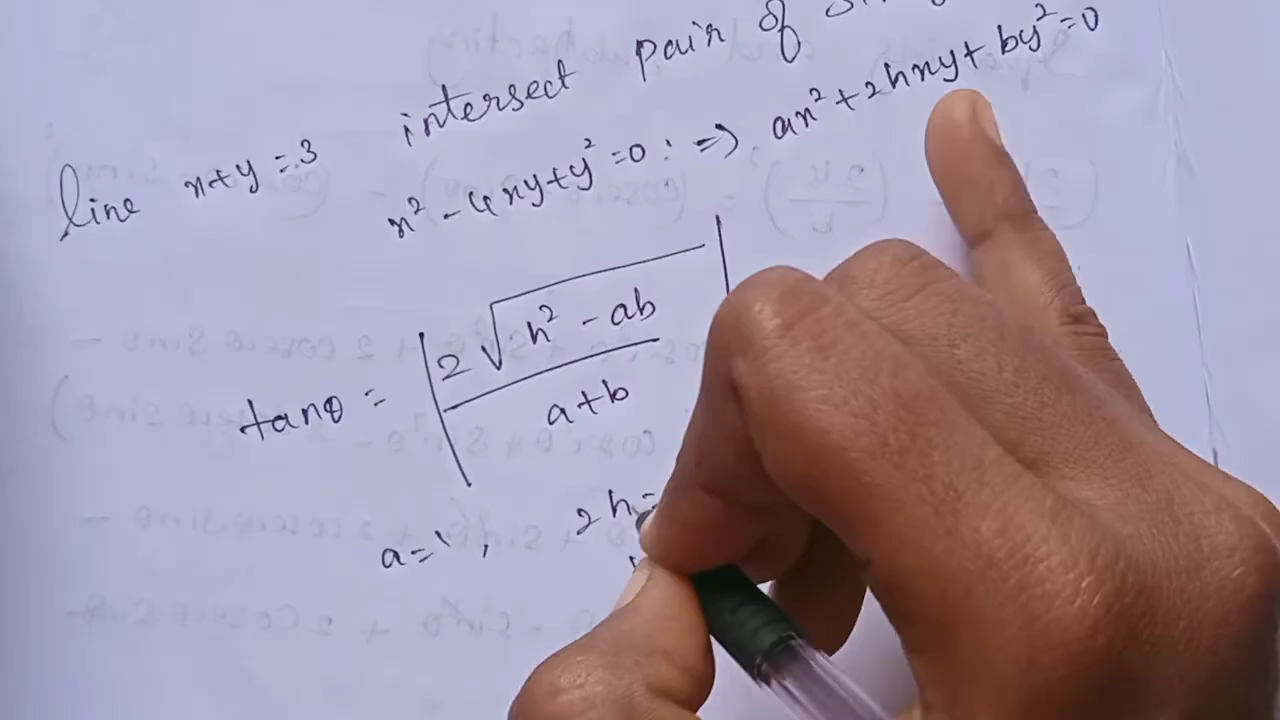 line x+y=3 intersect pair of
x²-4xy+y²=0 : ⇒ ax²+2hxy+by²=0
tanθ = |2√(h²-ab) / a+b|
a=1, 2h=